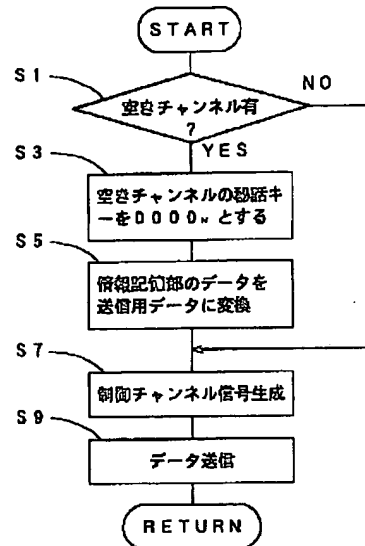 START
S1
NO
空きチャンネル有
?
YES
S3
空きチャンネルの秘話キ
ーを0000H とする
S5
情報記憶部のデータを
送信用データに変換
S7
制御チャンネル信号生成
S9
データ送信
RETURN